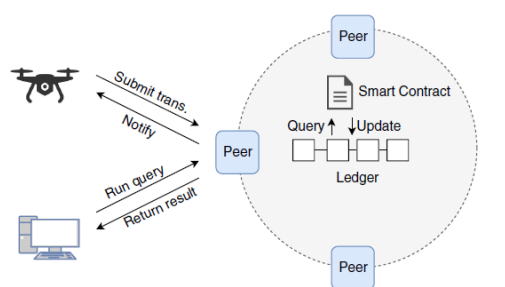 Peer
Smart Contract
Submit trans.
Notify
Query
Update
Peer
Run query
Return result
Ledger
Peer